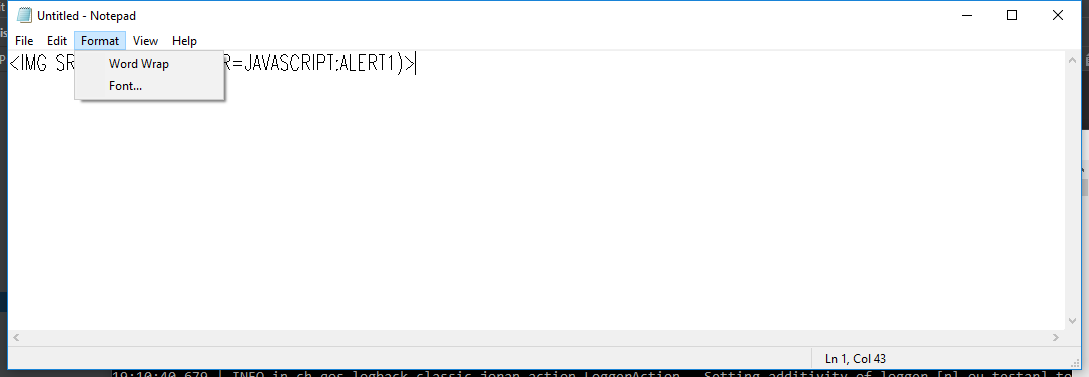 Untitled - Notepad
File Edit Format View Help
Word Wrap
Font...
<IMG SR R=JAVASCRIPT;ALERT1)>
Ln 1, Col 43
19:10:40,679 | INFO in ch.qos.logback.classic.joran.action.LoggerAction - Setting additivity of logger [nl.ou.testar] to